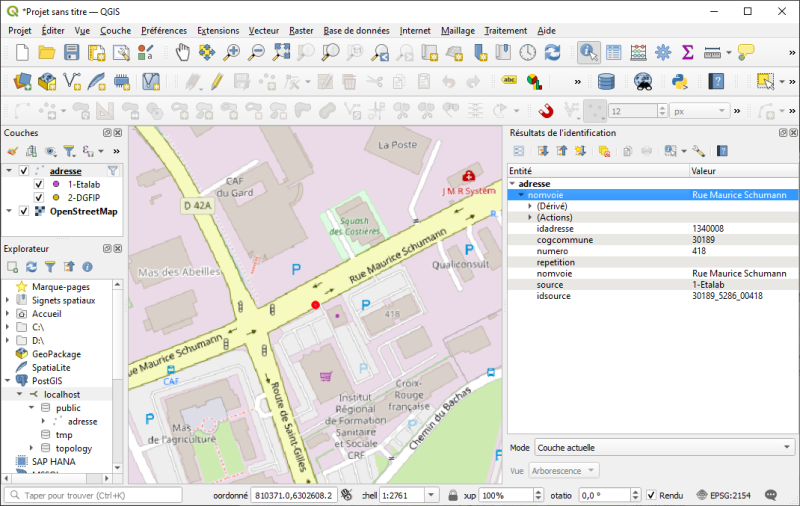 *Projet sans titre — QGIS
Projet Éditer Vue Couche Préférences Extensions Vecteur Raster Base de données Internet Maillage Traitement Aide
abc
12 px
Couches
adresse
1-Etalab
2-DGFIP
OpenStreetMap
Explorateur
Marque-pages
Signets spatiaux
Accueil
C:\
D:\
GeoPackage
SpatiaLite
PostGIS
localhost
public
adresse
tmp
topology
SAP HANA
La Poste
CAF
du Gard
J M R System
D 42A
Squash
des Costières
Rue Maurice Schumann
Mas des Abeilles
P
Qualiconsult
P
P
418
Rue Maurice Schumann
CAF
P
P
Route de Saint-Gilles
Institut
Régional
de Formation
Sanitaire
et Sociale
CRF
Croix-
Rouge
française
Chemin du Bachas
Mas
de l'agriculture
P
P
Résultats de l'identification
Entité Valeur
adresse
nomvoie Rue Maurice Schumann
(Dérivé)
(Actions)
idadresse 1340008
cogcommune 30189
numero 418
repetition
nomvoie Rue Maurice Schumann
source 1-Etalab
idsource 30189_5286_00418
Mode Couche actuelle
Vue Arborescence
Taper pour trouver (Ctrl+K) oordonné 810371.0,6302608.2 :hell 1:2761 xup 100% otatio 0,0 ° Rendu EPSG:2154